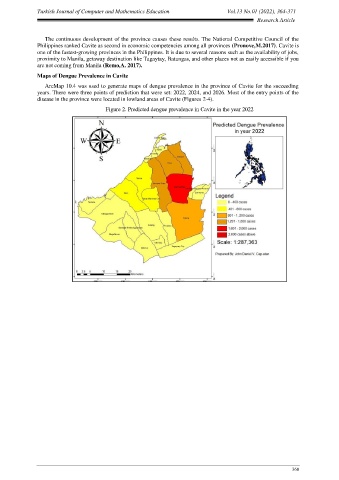 Turkish Journal of Computer and Mathematics Education Vol.13 No.01 (2022), 364-371
Research Article
The continuous development of the province causes these results. The National Competitive Council of the
Philippines ranked Cavite as second in economic competencies among all provinces (Promove,M,2017). Cavite is
one of the fastest-growing provinces in the Philippines. It is due to several reasons such as the availability of jobs,
proximity to Manila, getaway destination like Tagaytay, Batangas, and other places not as easily accessible if you
are not coming from Manila (Romo,A. 2017).
Maps of Dengue Prevalence in Cavite
ArcMap 10.4 was used to generate maps of dengue prevalence in the province of Cavite for the succeeding
years. There were three points of prediction that were set: 2022, 2024, and 2026. Most of the entry points of the
disease in the province were located in lowland areas of Cavite (Figures 2-4).
Figure 2. Predicted dengue prevalence in Cavite in the year 2022
N
W E
S
Predicted Dengue Prevalence
in year 2022
Legend
0 - 400 cases
401 - 800 cases
801 - 1,200 cases
1,201 - 1,600 cases
1,601 - 2,000 cases
2,000 cases above
Scale: 1:287,363